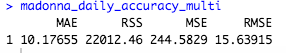 > madonna_daily_accuracy_multi
MAE RSS MSE RMSE
1 10.17655 22012.46 244.5829 15.63915